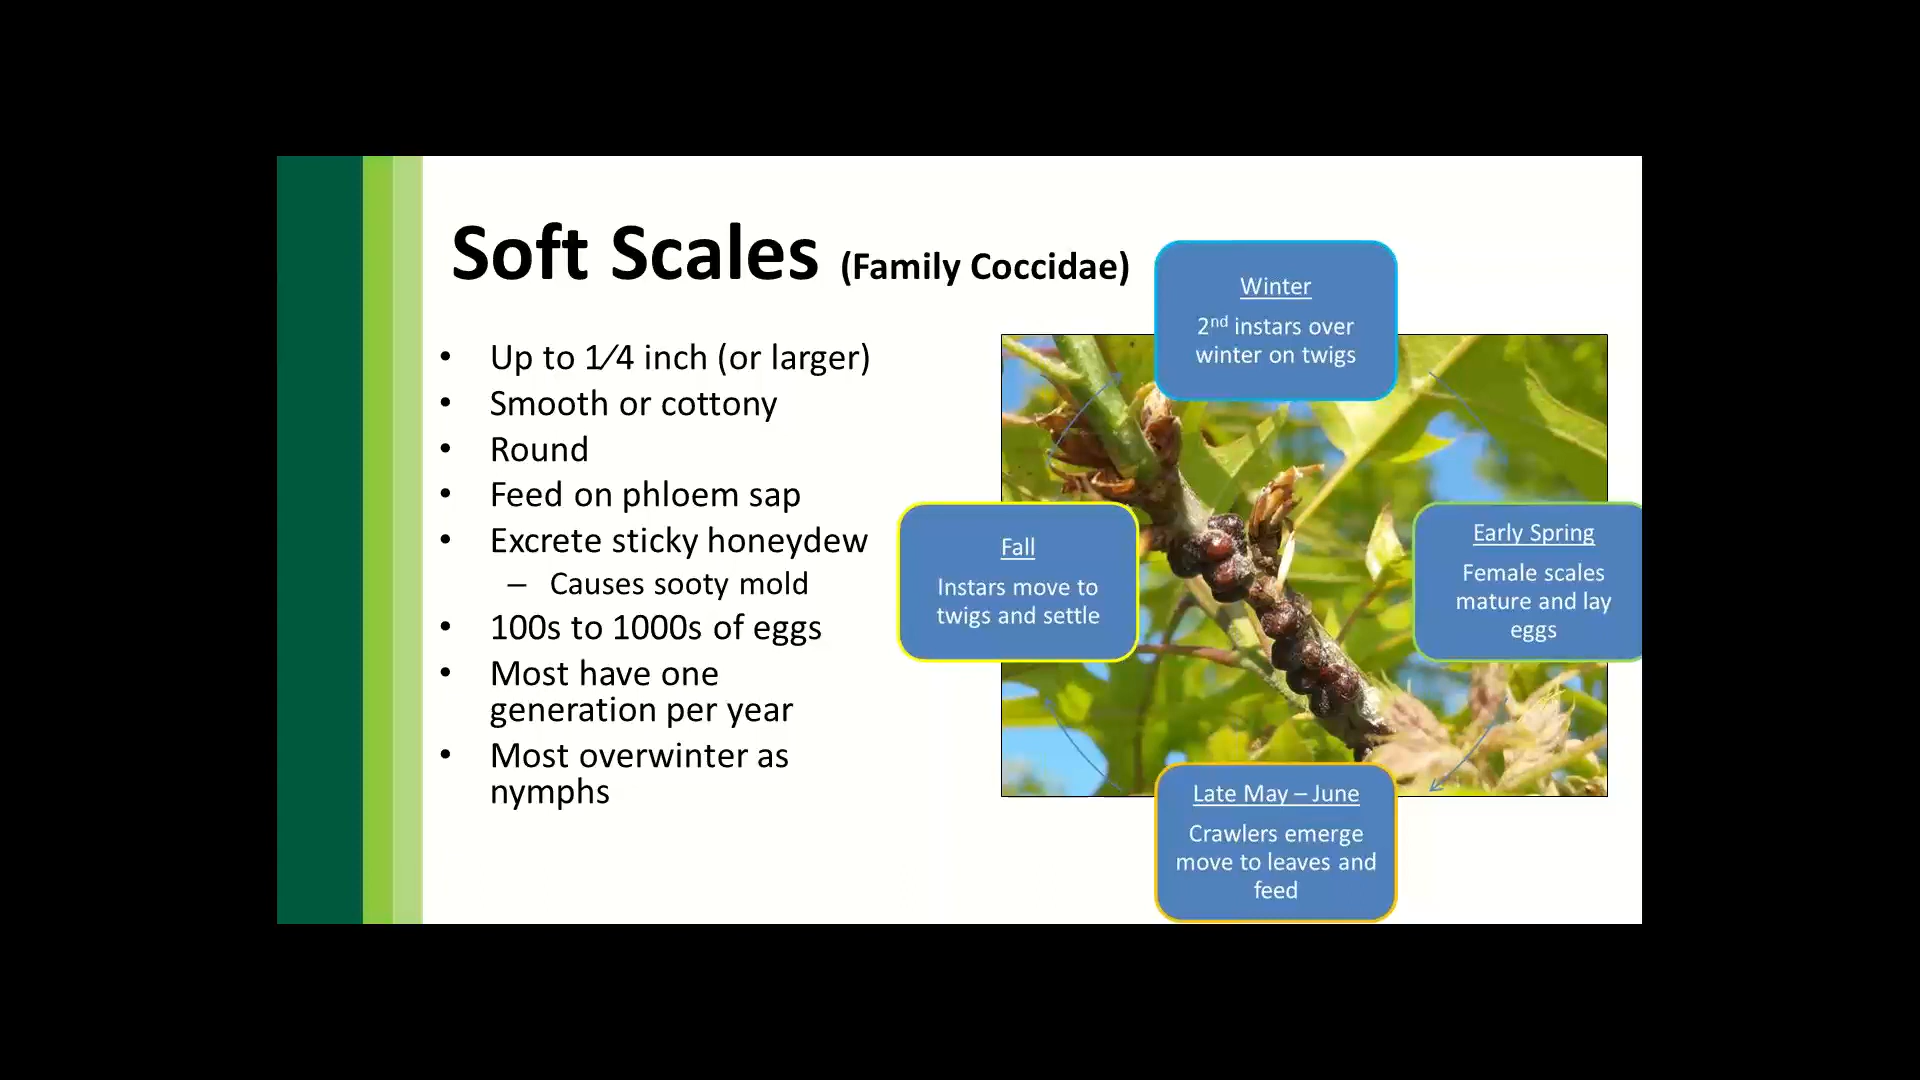 Soft Scales (Family Coccidae)
• Up to 1⁄4 inch (or larger)
• Smooth or cottony
• Round
• Feed on phloem sap
• Excrete sticky honeydew
– Causes sooty mold
• 100s to 1000s of eggs
• Most have one
generation per year
• Most overwinter as
nymphs
Winter
2nd instars over
winter on twigs
Early Spring
Female scales
mature and lay
eggs
Late May – June
Crawlers emerge
move to leaves and
feed
Fall
Instars move to
twigs and settle